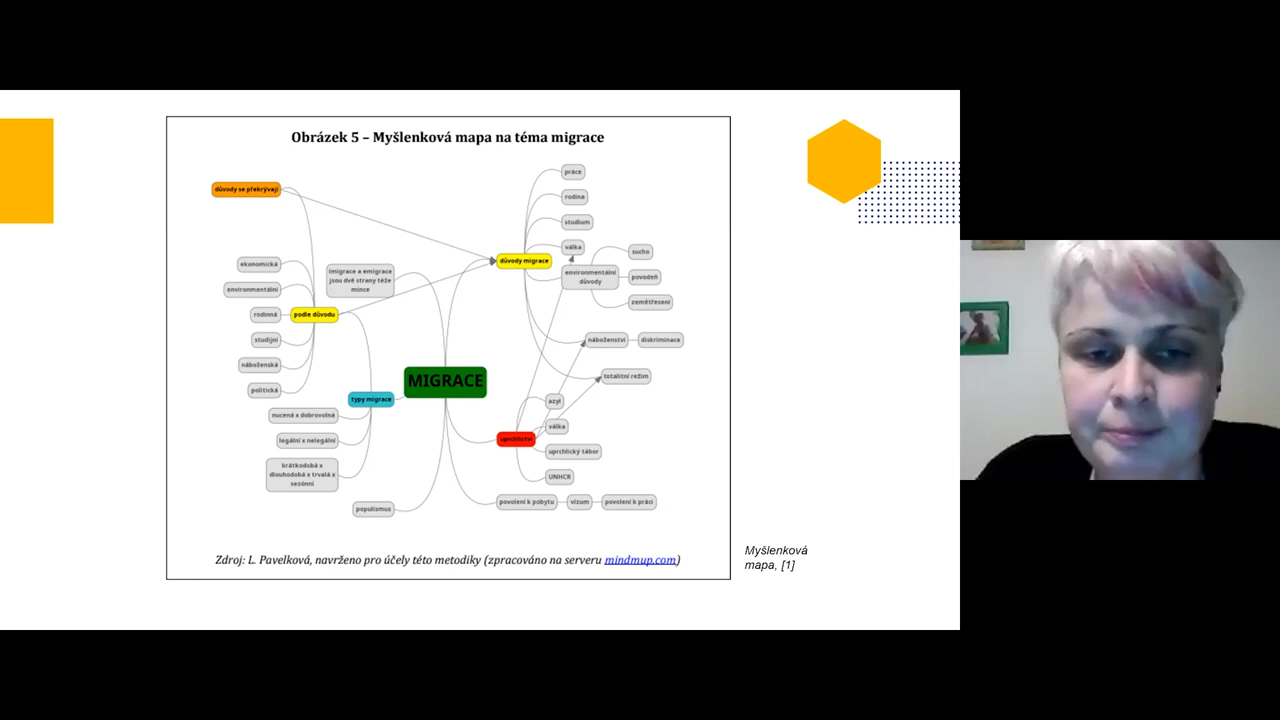 Obrázek 5 – Myšlenková mapa na téma migrace
důvody se překrývají
ekonomická
environmentální
rodinná
studijní
náboženská
politická
podle důvodu
imigrace a emigrace
jsou dvě strany téže
mince
typy migrace
nucená x dobrovolná
legální x nelegální
krátkodobá x
dlouhodobá x trvalá x
sezónní
populismus
MIGRACE
důvody migrace
práce
rodina
studium
válka
environmentální
důvody
sucho
povodeň
zemětřesení
náboženství
diskriminace
totalitní režim
uprchlictví
azyl
válka
uprchlický tábor
UNHCR
povolení k pobytu
vízum
povolení k práci
Zdroj: L. Pavelková, navrženo pro účely této metodiky (zpracováno na serveru mindmup.com)
Myšlenková
mapa, [1]